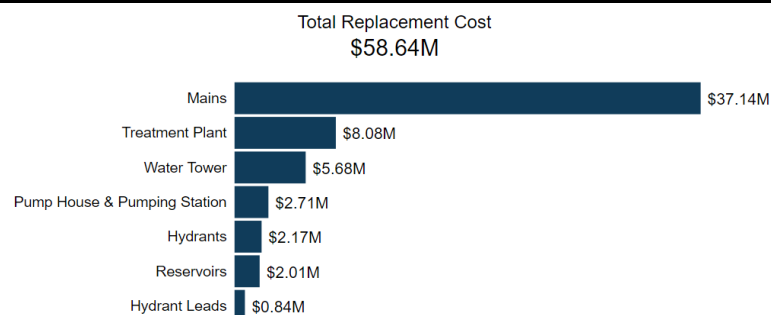 Total Replacement Cost
$58.64M
Mains $37.14M
Treatment Plant $8.08M
Water Tower $5.68M
Pump House & Pumping Station $2.71M
Hydrants $2.17M
Reservoirs $2.01M
Hydrant Leads $0.84M